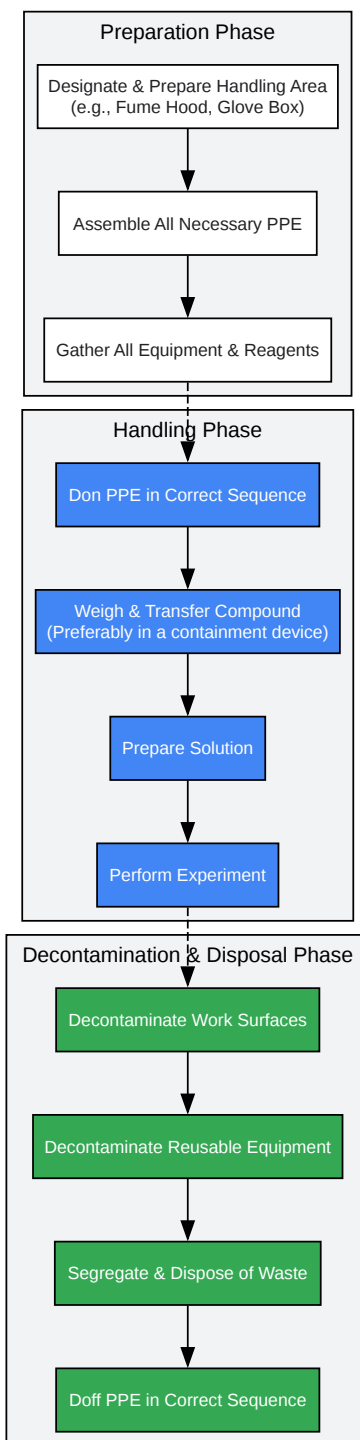 Preparation Phase
Designate & Prepare Handling Area
(e.g., Fume Hood, Glove Box)
Assemble All Necessary PPE
Gather All Equipment & Reagents
Handling Phase
Don PPE in Correct Sequence
Weigh & Transfer Compound
(Preferably in a containment device)
Prepare Solution
Perform Experiment
Decontamination & Disposal Phase
Decontaminate Work Surfaces
Decontaminate Reusable Equipment
Segregate & Dispose of Waste
Doff PPE in Correct Sequence